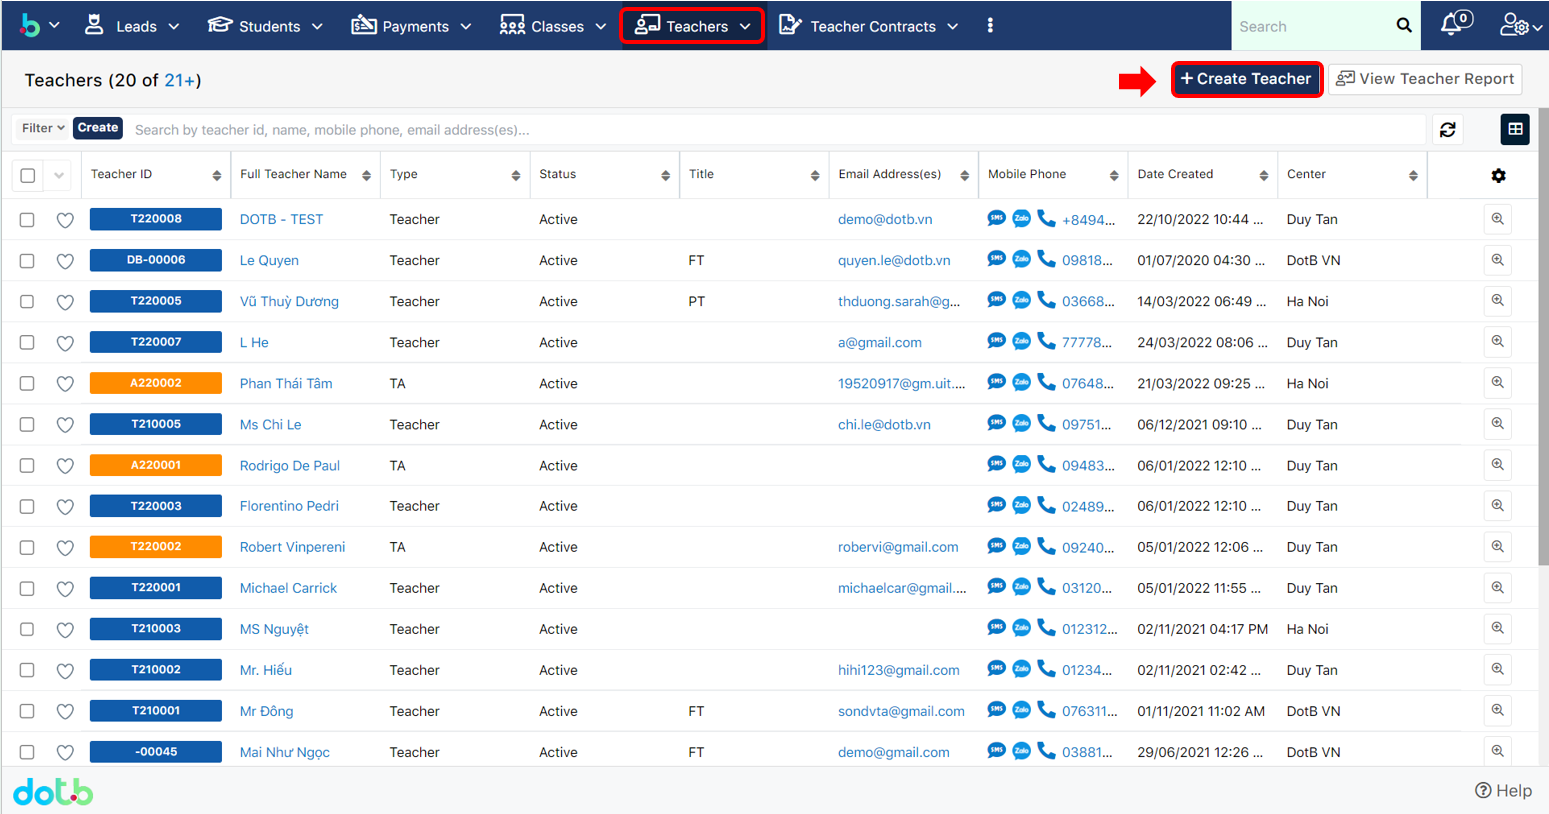 b Leads Students Payments Classes Teachers Teacher Contracts Search 0
Teachers (20 of 21+) + Create Teacher View Teacher Report
Filter Create Search by teacher id, name, mobile phone, email address(es)...
Teacher ID Full Teacher Name Type Status Title Email Address(es) Mobile Phone Date Created Center
T220008 DOTB - TEST Teacher Active demo@dotb.vn SMS Zalo +8494... 22/10/2022 10:44 ... Duy Tan
DB-00006 Le Quyen Teacher Active FT quyen.le@dotb.vn SMS Zalo 09818... 01/07/2020 04:30 ... DotB VN
T220005 Vũ Thuỳ Dương Teacher Active PT thduong.sarah@g... SMS Zalo 03668... 14/03/2022 06:49 ... Ha Noi
T220007 L He Teacher Active a@gmail.com SMS Zalo 77778... 24/03/2022 08:06 ... Duy Tan
A220002 Phan Thái Tâm TA Active 19520917@gm.uit.... SMS Zalo 07648... 21/03/2022 09:25 ... Ha Noi
T210005 Ms Chi Le Teacher Active chi.le@dotb.vn SMS Zalo 09751... 06/12/2021 09:10 ... Duy Tan
A220001 Rodrigo De Paul TA Active SMS Zalo 09483... 06/01/2022 12:10 ... Duy Tan
T220003 Florentino Pedri Teacher Active SMS Zalo 02489... 06/01/2022 12:10 ... Duy Tan
T220002 Robert Vinpereni TA Active robervi@gmail.com SMS Zalo 09240... 05/01/2022 12:06 ... Duy Tan
T220001 Michael Carrick Teacher Active michaelcar@gmail.... SMS Zalo 03120... 05/01/2022 11:55 ... Duy Tan
T210003 MS Nguyệt Teacher Active SMS Zalo 012312... 02/11/2021 04:17 PM Ha Noi
T210002 Mr. Hiếu Teacher Active hihi123@gmail.com SMS Zalo 01234... 02/11/2021 02:42 ... Duy Tan
T210001 Mr Đông Teacher Active FT sondvta@gmail.com SMS Zalo 076311... 01/11/2021 11:02 AM DotB VN
-00045 Mai Như Ngọc Teacher Active FT demo@gmail.com SMS Zalo 03881... 29/06/2021 12:26 ... DotB VN
dotb ? Help